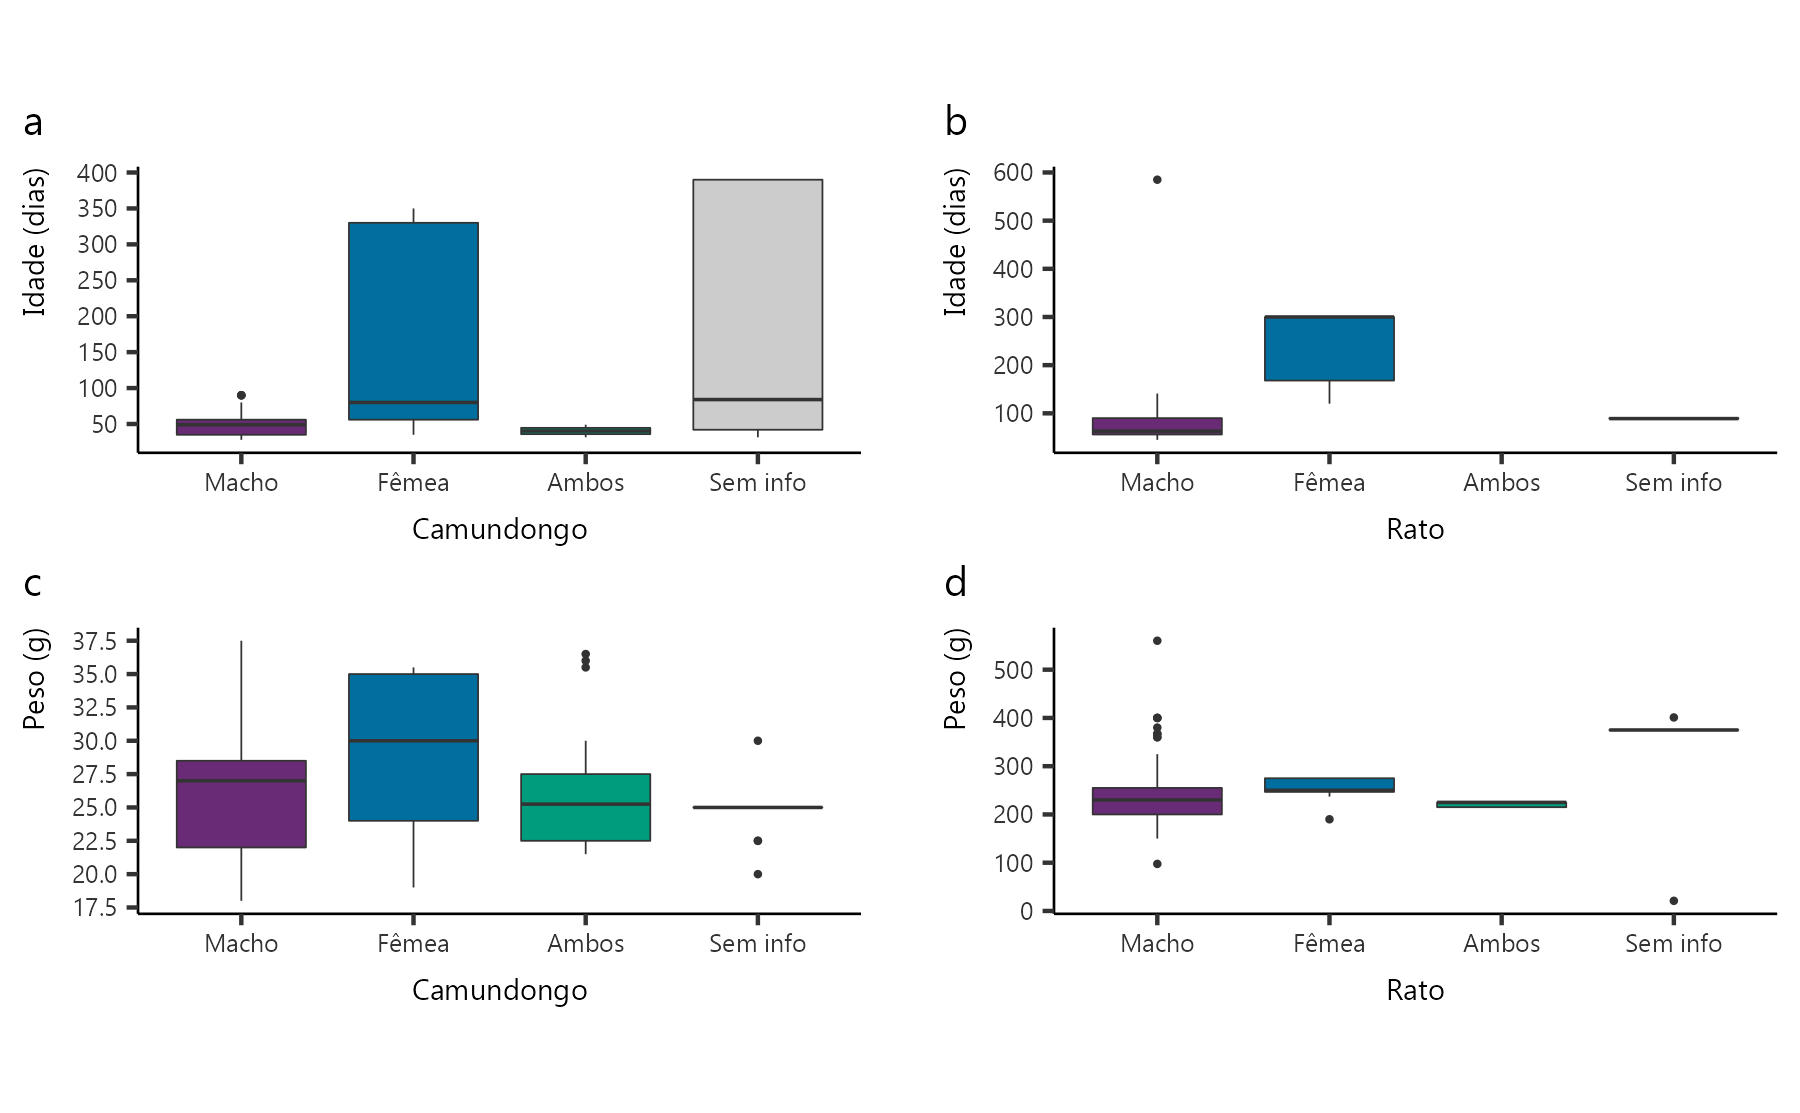 a
Idade (dias)
400
350
300
250
200
150
100
50
Macho Fêmea Ambos Sem info
Camundongo
b
Idade (dias)
600
500
400
300
200
100
Macho Fêmea Ambos Sem info
Rato
c
Peso (g)
37.5
35.0
32.5
30.0
27.5
25.0
22.5
20.0
17.5
Macho Fêmea Ambos Sem info
Camundongo
d
Peso (g)
500
400
300
200
100
0
Macho Fêmea Ambos Sem info
Rato